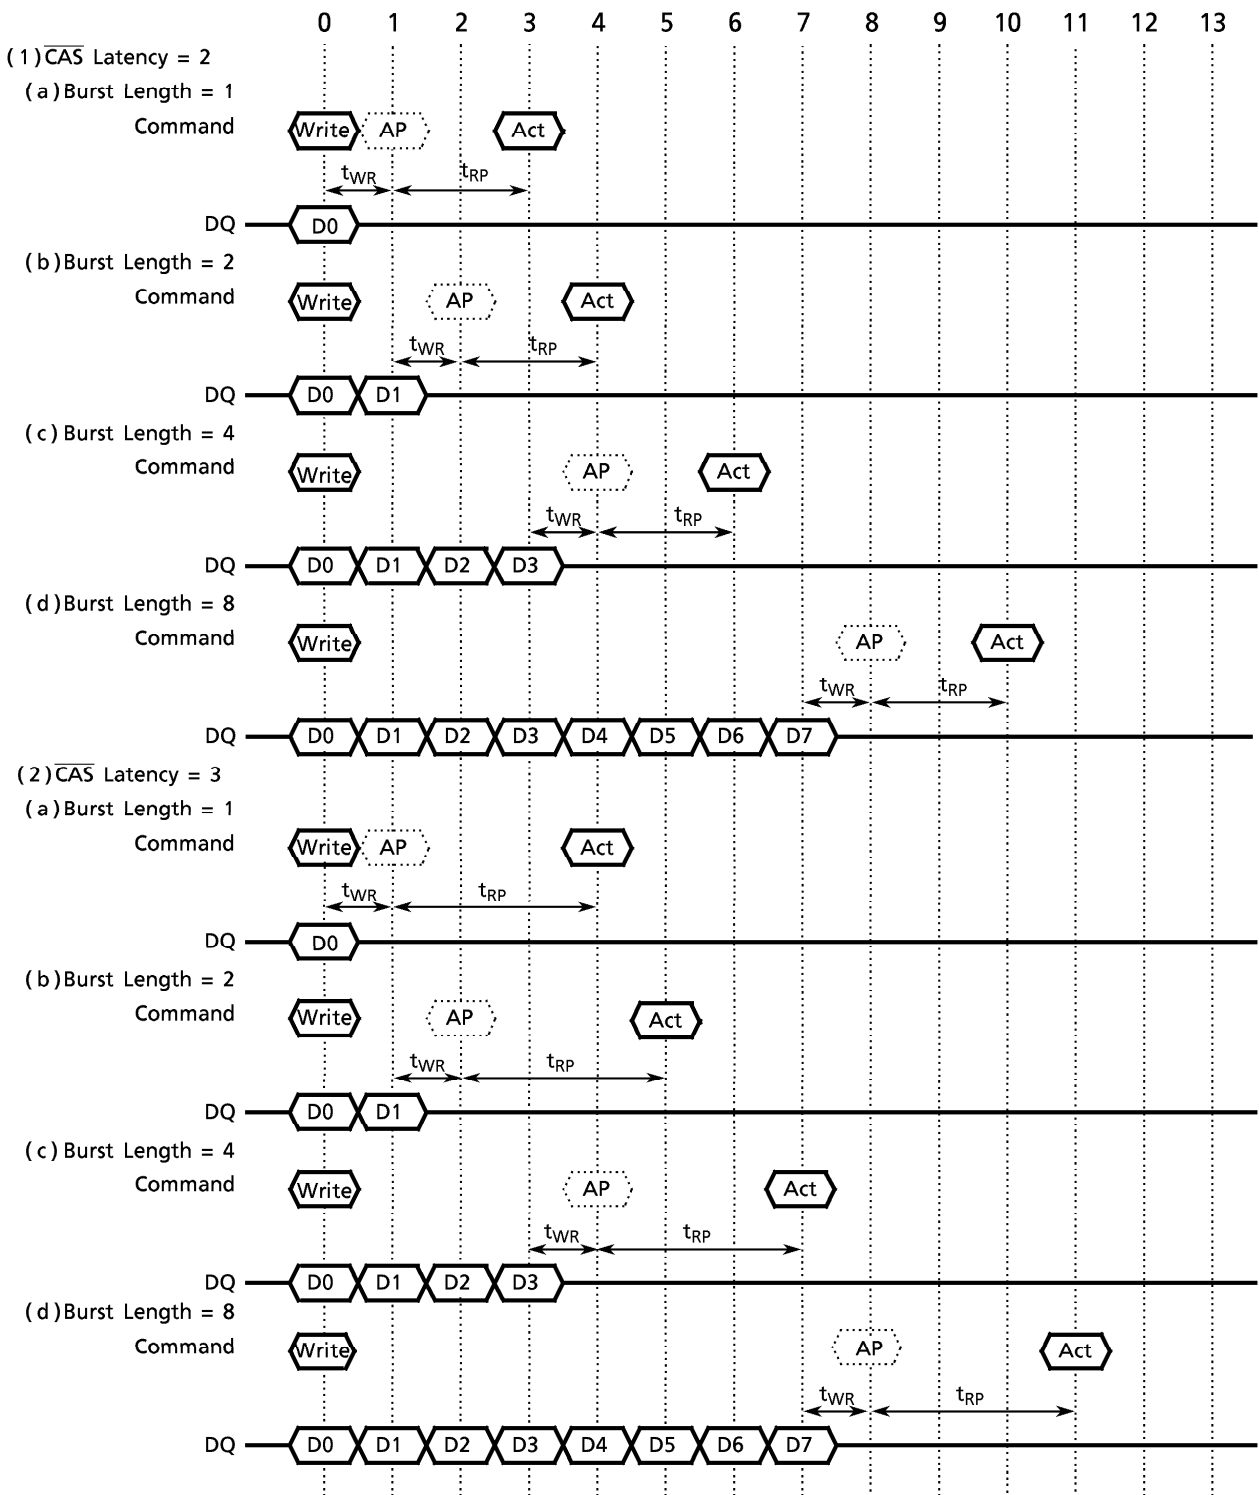 0 1 2 3 4 5 6 7 8 9 10 11 12 13
(1) CAS Latency = 2
(a) Burst Length = 1
Command Write AP Act
tWR tRP
DQ D0
(b) Burst Length = 2
Command Write AP Act
tWR tRP
DQ D0 D1
(c) Burst Length = 4
Command Write AP Act
tWR tRP
DQ D0 D1 D2 D3
(d) Burst Length = 8
Command Write AP Act
tWR tRP
DQ D0 D1 D2 D3 D4 D5 D6 D7
(2) CAS Latency = 3
(a) Burst Length = 1
Command Write AP Act
tWR tRP
DQ D0
(b) Burst Length = 2
Command Write AP Act
tWR tRP
DQ D0 D1
(c) Burst Length = 4
Command Write AP Act
tWR tRP
DQ D0 D1 D2 D3
(d) Burst Length = 8
Command Write AP Act
tWR tRP
DQ D0 D1 D2 D3 D4 D5 D6 D7